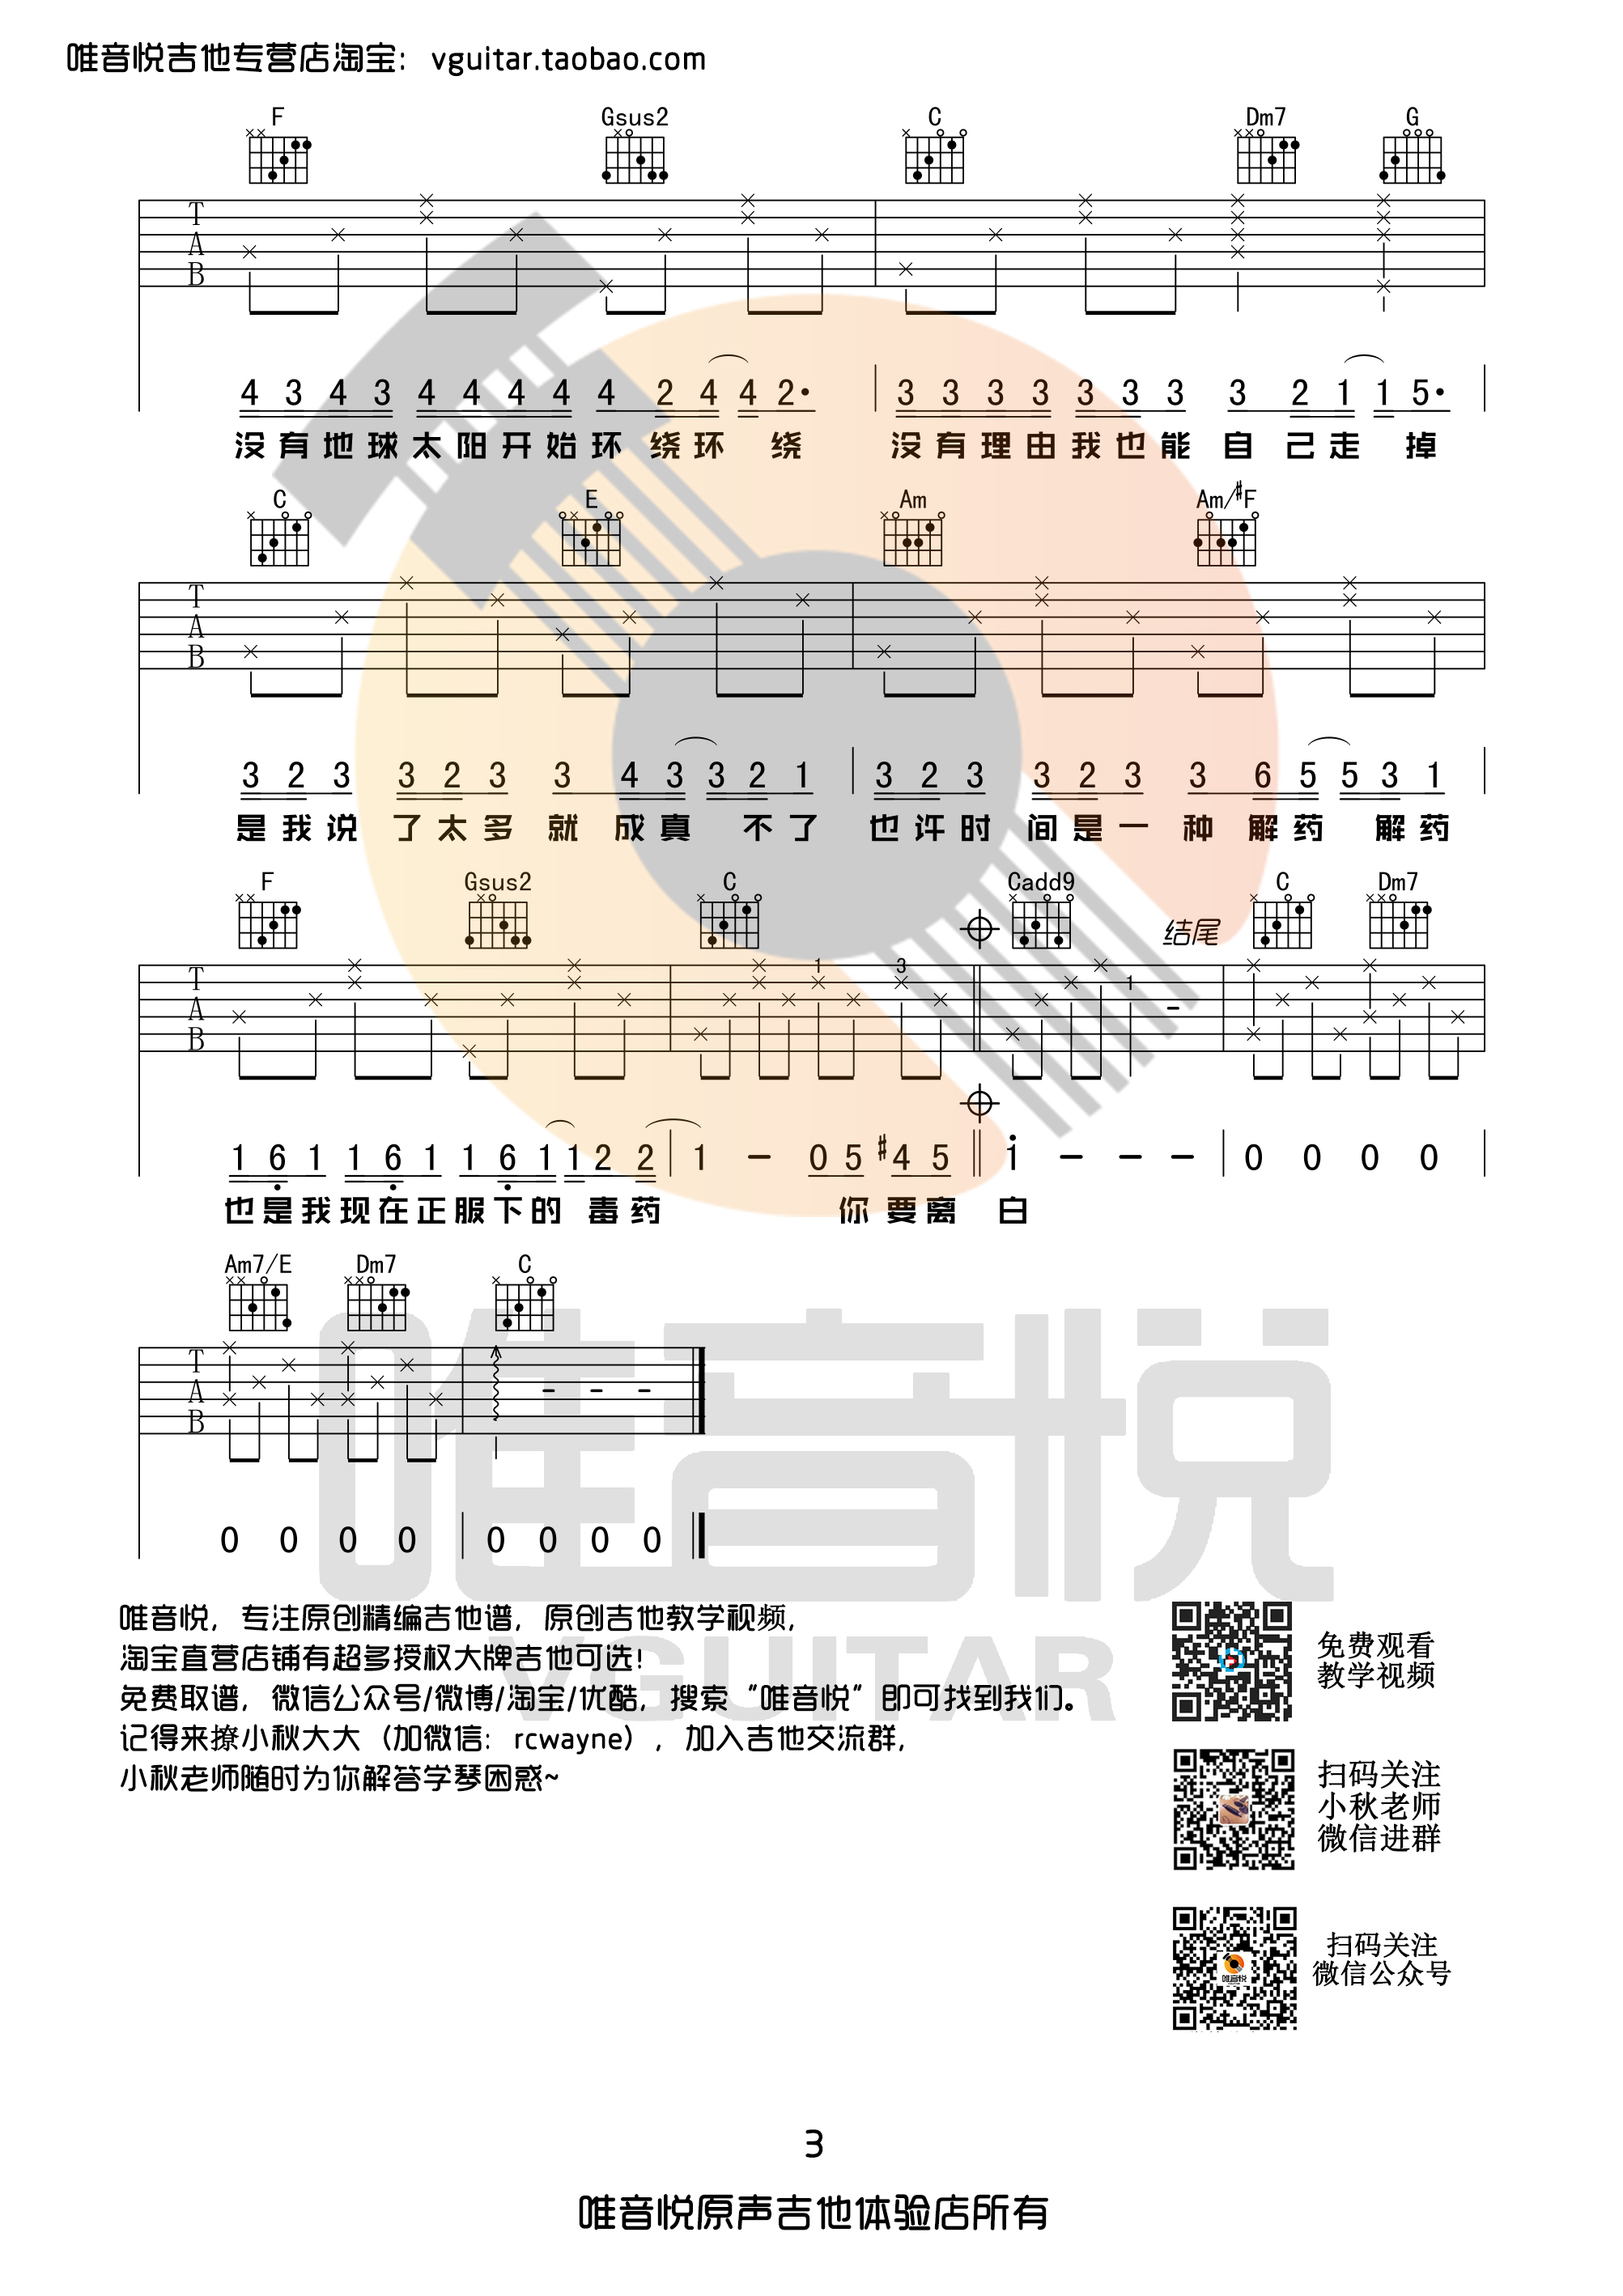 唯音悦吉他专营店淘宝: vguitar.taobao.com
F Gsus2 C Dm7 G
T
A
B
4 3 4 3 4 4 4 4 4 2 4 4 2· 3 3 3 3 3 3 3 3 2 1 1 5·
没有地球太阳开始环 绕环 绕 没有理由我也能 自 己走 掉
C E Am Am/#F
T
A
B
3 2 3 3 2 3 3 4 3 3 2 1 3 2 3 3 2 3 3 6 5 5 3 1
是我说 了太多 就 成真 不了 也许时 间是一 种 解药 解药
F Gsus2 C Cadd9 结尾 C Dm7
1 3 1 -
T
A
B
1 6 1 1 6 1 1 6 1 1 2 2 1 - 0 5 #4 5 1 - - - 0 0 0 0
也是我现在正服下的 毒药 你 要离 白
Am7/E Dm7 C
T
A
B
- - -
0 0 0 0 0 0 0 0
唯音悦
VGUITAR
唯音悦，专注原创精编吉他谱，原创吉他教学视频，
淘宝直营店铺有超多授权大牌吉他可选！
免费取谱，微信公众号/微博/淘宝/优酷，搜索“唯音悦”即可找到我们。
记得来撩小秋大大（加微信: rcwayne），加入吉他交流群，
小秋老师随时为你解答学琴困惑~
免费观看
教学视频
扫码关注
小秋老师
微信进群
唯音悦
扫码关注
微信公众号
3
唯音悦原声吉他体验店所有